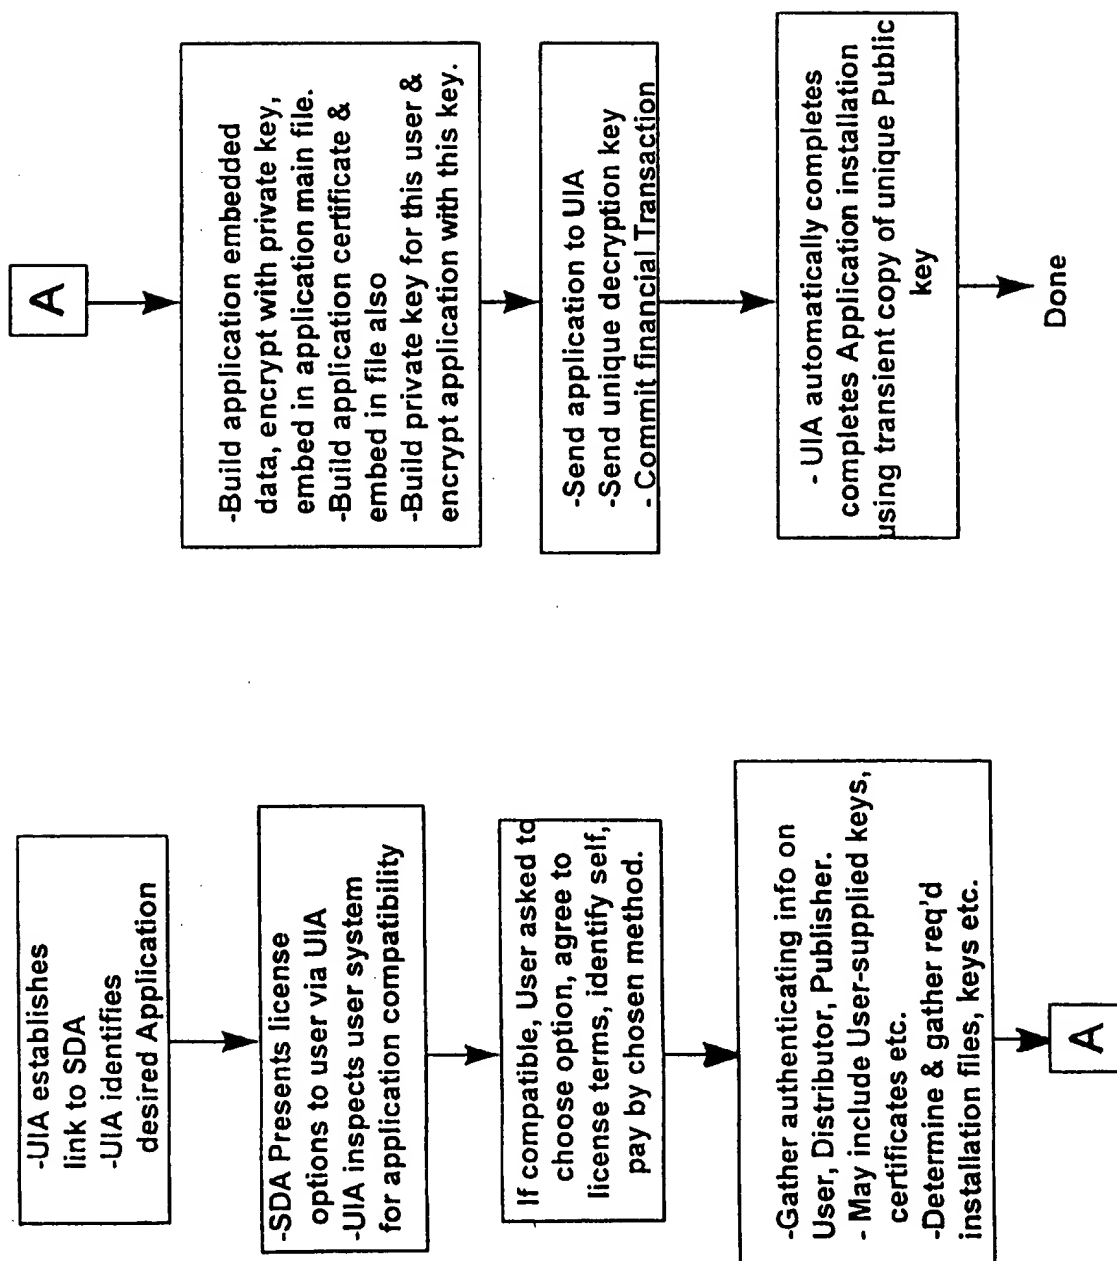 -UIA establishes
link to SDA
-UIA identifies
desired Application
-SDA Presents license
options to user via UIA
-UIA inspects user system
for application compatibility
If compatible, User asked to
choose option, agree to
license terms, identify self,
pay by chosen method.
-Gather authenticating info on
User, Distributor, Publisher.
- May include User-supplied keys,
certificates etc.
-Determine & gather req'd
installation files, keys etc.
A
A
-Build application embedded
data, encrypt with private key,
embed in application main file.
-Build application certificate &
embed in file also
-Build private key for this user &
encrypt application with this key.
-Send application to UIA
-Send unique decryption key
- Commit financial Transaction
- UIA automatically completes
completes Application installation
using transient copy of unique Public
key
Done